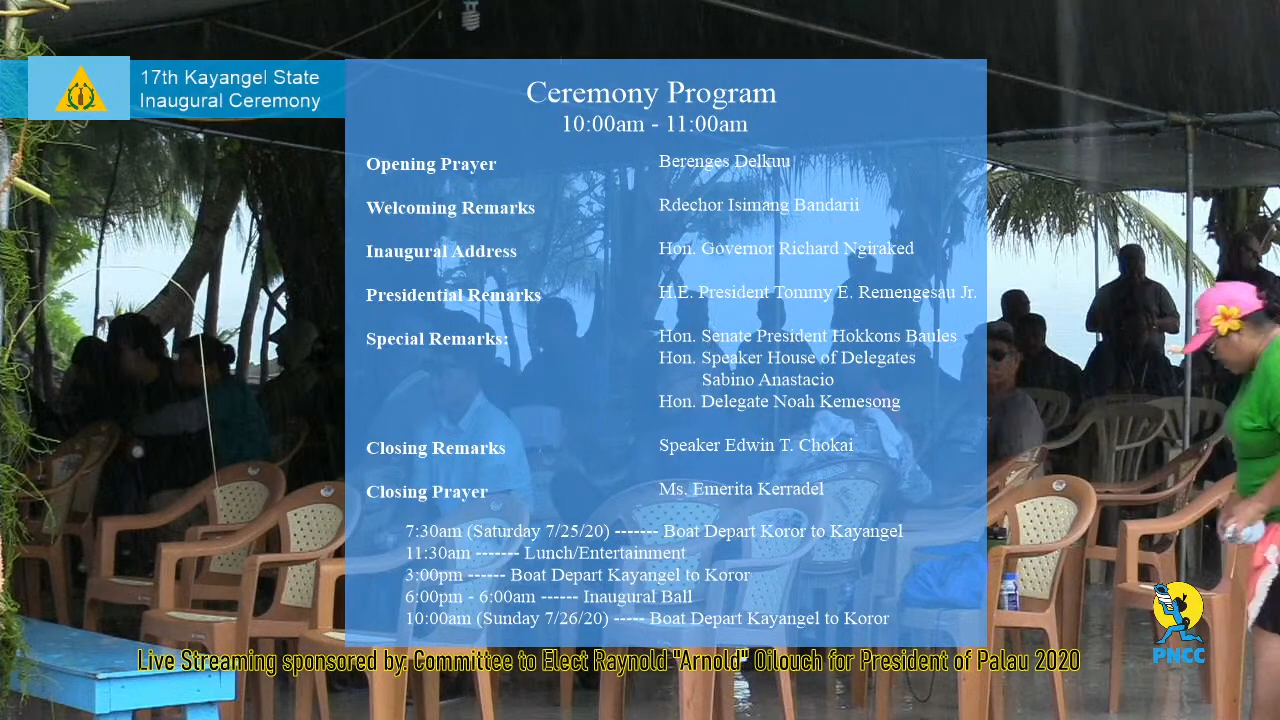 17th Kayangel State
Inaugural Ceremony
Ceremony Program
10:00am - 11:00am
Opening Prayer Berenges Delkuu
Welcoming Remarks Rdechor Isimang Bandarii
Inaugural Address Hon. Governor Richard Ngiraked
Presidential Remarks H.E. President Tommy E. Remengesau Jr.
Special Remarks: Hon. Senate President Hokkons Baules
Hon. Speaker House of Delegates
Sabino Anastacio
Hon. Delegate Noah Kemesong
Closing Remarks Speaker Edwin T. Chokai
Closing Prayer Ms. Emerita Kerradel
7:30am (Saturday 7/25/20) ------- Boat Depart Koror to Kayangel
11:30am ------- Lunch/Entertainment
3:00pm ------ Boat Depart Kayangel to Koror
6:00pm - 6:00am ------ Inaugural Ball
10:00am (Sunday 7/26/20) ----- Boat Depart Kayangel to Koror
Live Streaming sponsored by: Committee to Elect Raynold "Arnold" Oilouch for President of Palau 2020
PNCC